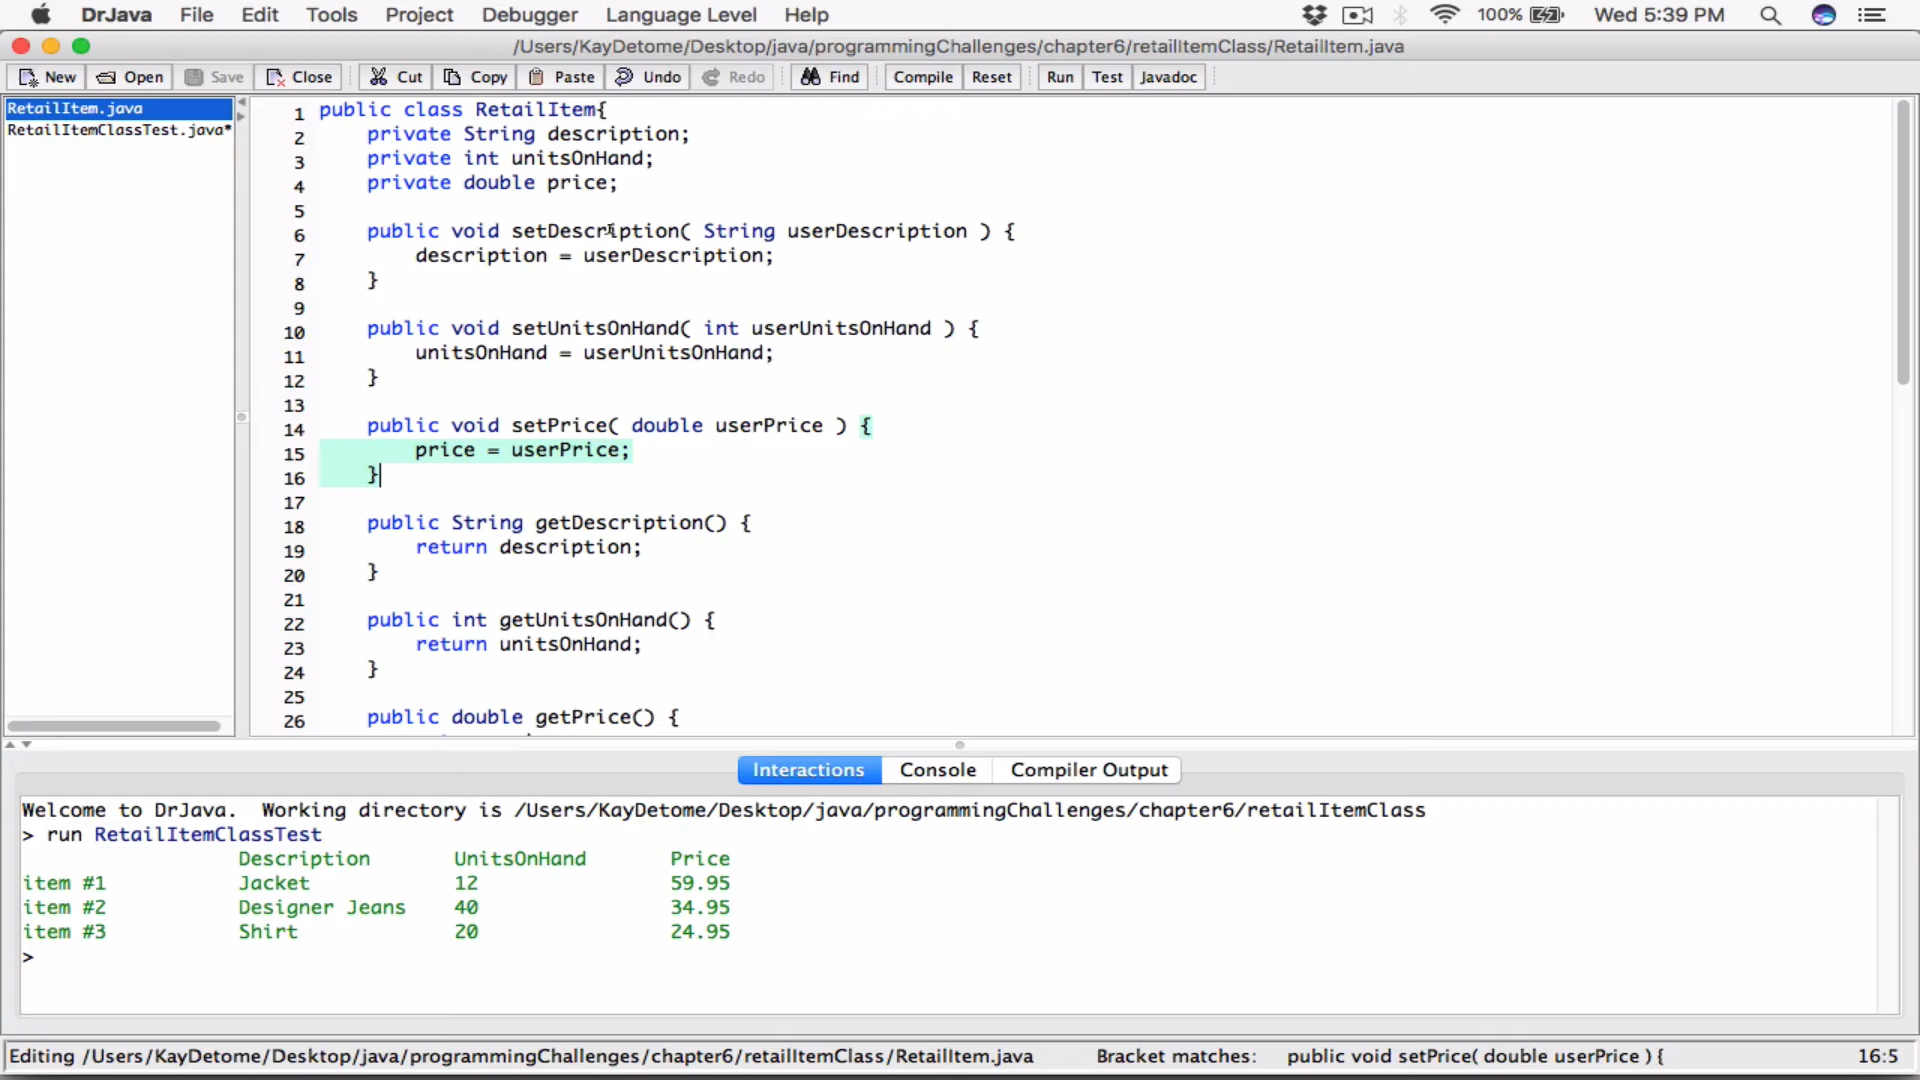 DrJava File Edit Tools Project Debugger Language Level Help 100% Wed 5:39 PM
/Users/KayDetome/Desktop/java/programmingChallenges/chapter6/retailItemClass/RetailItem.java
New Open Save Close Cut Copy Paste Undo Redo Find Compile Reset Run Test Javadoc
RetailItem.java
RetailItemClassTest.java*
1 public class RetailItem{
2 private String description;
3 private int unitsOnHand;
4 private double price;
5
6 public void setDescription( String userDescription ) {
7 description = userDescription;
8 }
9
10 public void setUnitsOnHand( int userUnitsOnHand ) {
11 unitsOnHand = userUnitsOnHand;
12 }
13
14 public void setPrice( double userPrice ) {
15 price = userPrice;
16 }
17
18 public String getDescription() {
19 return description;
20 }
21
22 public int getUnitsOnHand() {
23 return unitsOnHand;
24 }
25
26 public double getPrice() {
Interactions Console Compiler Output
Welcome to DrJava. Working directory is /Users/KayDetome/Desktop/java/programmingChallenges/chapter6/retailItemClass
> run RetailItemClassTest
Description UnitsOnHand Price
item #1 Jacket 12 59.95
item #2 Designer Jeans 40 34.95
item #3 Shirt 20 24.95
>
Editing /Users/KayDetome/Desktop/java/programmingChallenges/chapter6/retailItemClass/RetailItem.java Bracket matches: public void setPrice( double userPrice ) { 16:5